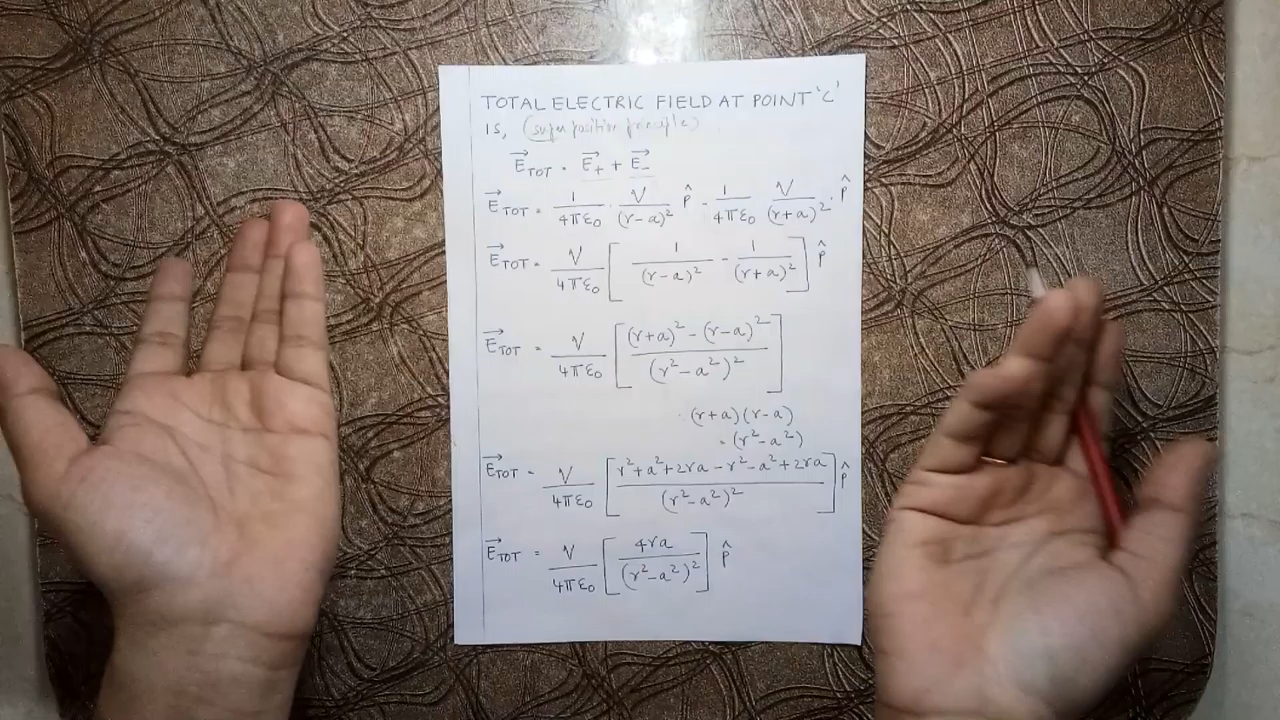 TOTAL ELECTRIC FIELD AT POINT 'C'
IS, (super position principle)
E⃗TOT = E⃗+ + E⃗-
E⃗TOT = 1/4πε0 · V/(r-a)² p̂ - 1/4πε0 V/(r+a)² · p̂
E⃗TOT = V/4πε0 [ 1/(r-a)² - 1/(r+a)² ] p̂
E⃗TOT = V/4πε0 [ (r+a)² - (r-a)² / (r²-a²)² ]
(r+a)(r-a)
= (r²-a²)
E⃗TOT = V/4πε0 [ r²+a²+2ra-r²-a²+2ra / (r²-a²)² ] p̂
E⃗TOT = V/4πε0 [ 4ra / (r²-a²)² ] p̂